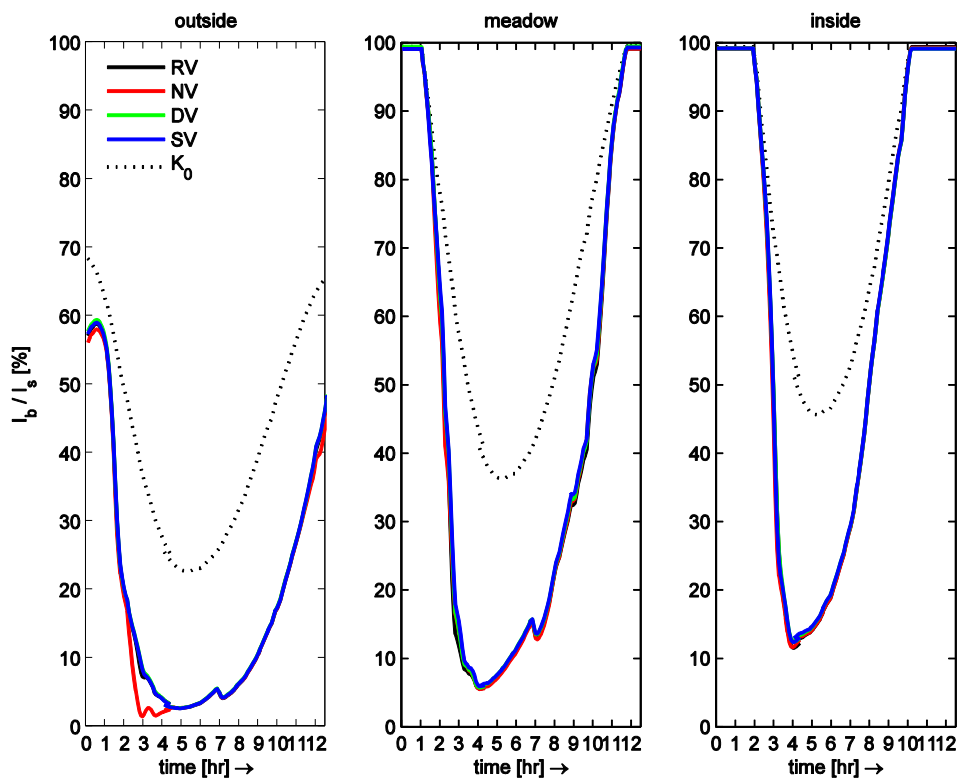 outside meadow inside
100 100 100
RV
NV
DV
SV
K0
90 90 90
80 80 80
70 70 70
60 60 60
50 50 50
40 40 40
30 30 30
20 20 20
10 10 10
0 0 0
Ib / Is [%]
0 1 2 3 4 5 6 7 8 9 10 11 12 0 1 2 3 4 5 6 7 8 9 10 11 12 0 1 2 3 4 5 6 7 8 9 10 11 12
time [hr] → time [hr] → time [hr] →